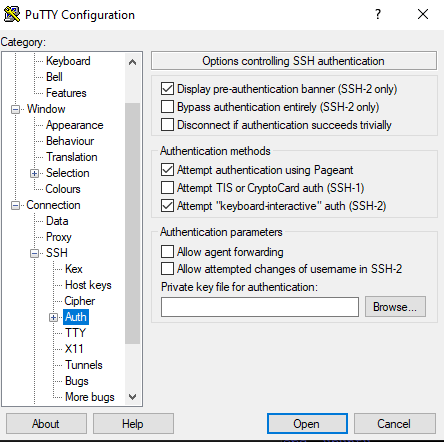 PuTTY Configuration
? ×
Category:
Keyboard
Bell
Features
Window
Appearance
Behaviour
Translation
Selection
Colours
Connection
Data
Proxy
SSH
Kex
Host keys
Cipher
Auth
TTY
X11
Tunnels
Bugs
More bugs
Options controlling SSH authentication
Display pre-authentication banner (SSH-2 only)
Bypass authentication entirely (SSH-2 only)
Disconnect if authentication succeeds trivially
Authentication methods
Attempt authentication using Pageant
Attempt TIS or CryptoCard auth (SSH-1)
Attempt "keyboard-interactive" auth (SSH-2)
Authentication parameters
Allow agent forwarding
Allow attempted changes of username in SSH-2
Private key file for authentication:
Browse...
About
Help
Open
Cancel